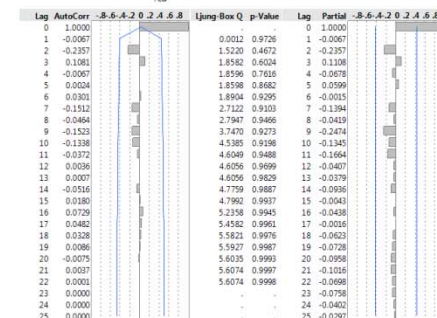 Lag AutoCorr -.8-.6-.4-.2 0 .2 .4 .6 .8 Ljung-Box Q p-Value Lag Partial -.8-.6-.4-.2 0 .2 .4 .6 .8
0 1.0000 . . 0 1.0000
1 -0.0067 0.0012 0.9726 1 -0.0067
2 -0.2357 1.5220 0.4672 2 -0.2357
3 0.1081 1.8582 0.6024 3 0.1108
4 -0.0067 1.8596 0.7616 4 -0.0678
5 0.0024 1.8598 0.8682 5 0.0599
6 0.0301 1.8904 0.9295 6 -0.0015
7 -0.1512 2.7122 0.9103 7 -0.1394
8 -0.0464 2.7947 0.9466 8 -0.0419
9 -0.1523 3.7470 0.9273 9 -0.2474
10 -0.1338 4.5385 0.9198 10 -0.1345
11 -0.0372 4.6049 0.9488 11 -0.1664
12 0.0036 4.6056 0.9699 12 -0.0407
13 0.0007 4.6056 0.9829 13 -0.0379
14 -0.0516 4.7759 0.9887 14 -0.0936
15 0.0180 4.7992 0.9937 15 -0.0043
16 0.0729 5.2358 0.9945 16 -0.0438
17 0.0482 5.4582 0.9961 17 -0.0016
18 0.0328 5.5821 0.9976 18 -0.0623
19 0.0086 5.5927 0.9987 19 -0.0728
20 -0.0075 5.6035 0.9993 20 -0.0958
21 0.0037 5.6074 0.9997 21 -0.1016
22 0.0001 5.6074 0.9998 22 -0.0698
23 0.0000 . . 23 -0.0758
24 0.0000 . . 24 -0.0402
25 0.0000 . . 25 -0.0297